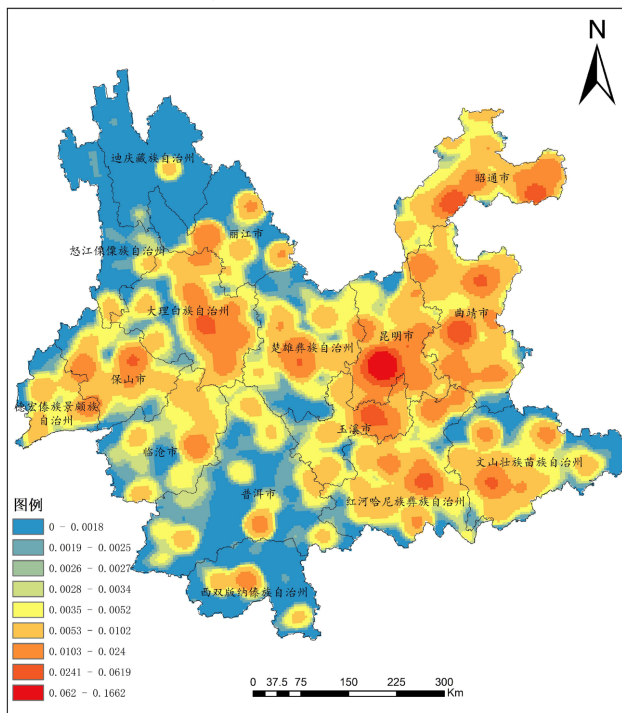 N
迪庆藏族自治州
昭通市
丽江市
怒江傈僳族自治州
大理白族自治州
曲靖市
昆明市
楚雄彝族自治州
保山市
德宏傣族景颇族
自治州
玉溪市
临沧市
文山壮族苗族自治州
普洱市
红河哈尼族彝族自治州
西双版纳傣族自治州
图例
0 - 0.0018
0.0019 - 0.0025
0.0026 - 0.0027
0.0028 - 0.0034
0.0035 - 0.0052
0.0053 - 0.0102
0.0103 - 0.024
0.0241 - 0.0619
0.062 - 0.1662
0 37.5 75 150 225 300
Km